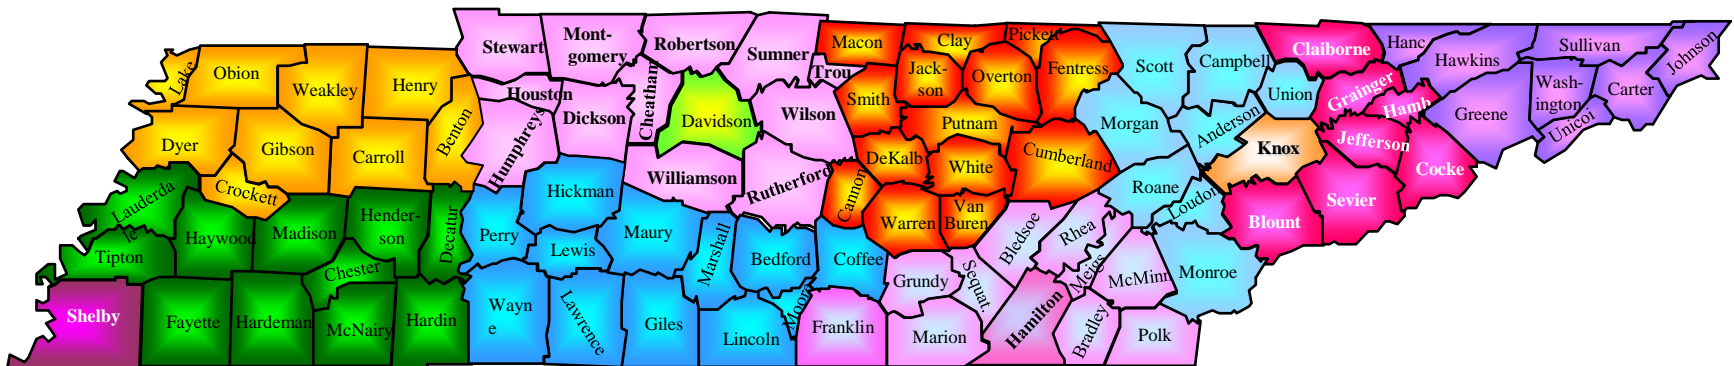 Lake
Obion
Weakley
Henry
Stewart
Mont-
gomery
Robertson
Sumner
Trou
Macon
Clay
Pickett
Fentress
Scott
Campbell
Claiborne
Hanc
Hawkins
Sullivan
Johnson
Houston
Cheatham
Davidson
Wilson
Smith
Jack-
son
Overton
Putnam
Morgan
Anderson
Union
Grainger
Hamb
Greene
Wash-
ington
Carter
Unicoi
Dyer
Gibson
Carroll
Benton
Humphreys
Dickson
Williamson
Rutherford
Cannon
DeKalb
White
Cumberland
Roane
Loudon
Knox
Jefferson
Cocke
Sevier
Blount
Lauderda
le
Crockett
Haywood
Madison
Hender-
son
Decatur
Perry
Hickman
Lewis
Maury
Marshall
Bedford
Coffee
Warren
Van
Buren
Bledsoe
Rhea
Meigs
McMinn
Monroe
Tipton
Chester
Shelby
Fayette
Hardeman
McNairy
Hardin
Wayn
e
Lawrence
Giles
Lincoln
Moore
Franklin
Grundy
Marion
Sequat.
Hamilton
Bradley
Polk